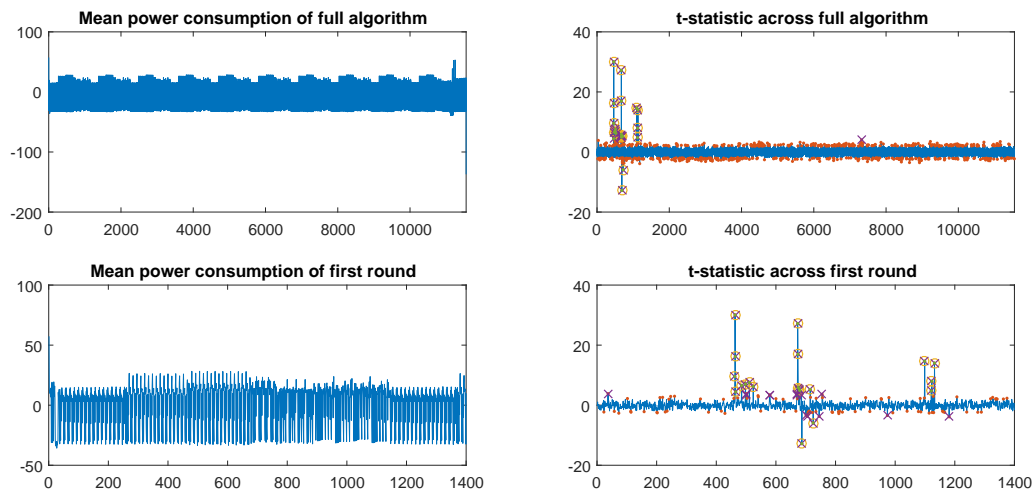 Mean power consumption of full algorithm
100
0
-100
-200
0 2000 4000 6000 8000 10000
t-statistic across full algorithm
40
20
0
-20
0 2000 4000 6000 8000 10000
Mean power consumption of first round
100
50
0
-50
0 200 400 600 800 1000 1200 1400
t-statistic across first round
40
20
0
-20
0 200 400 600 800 1000 1200 1400